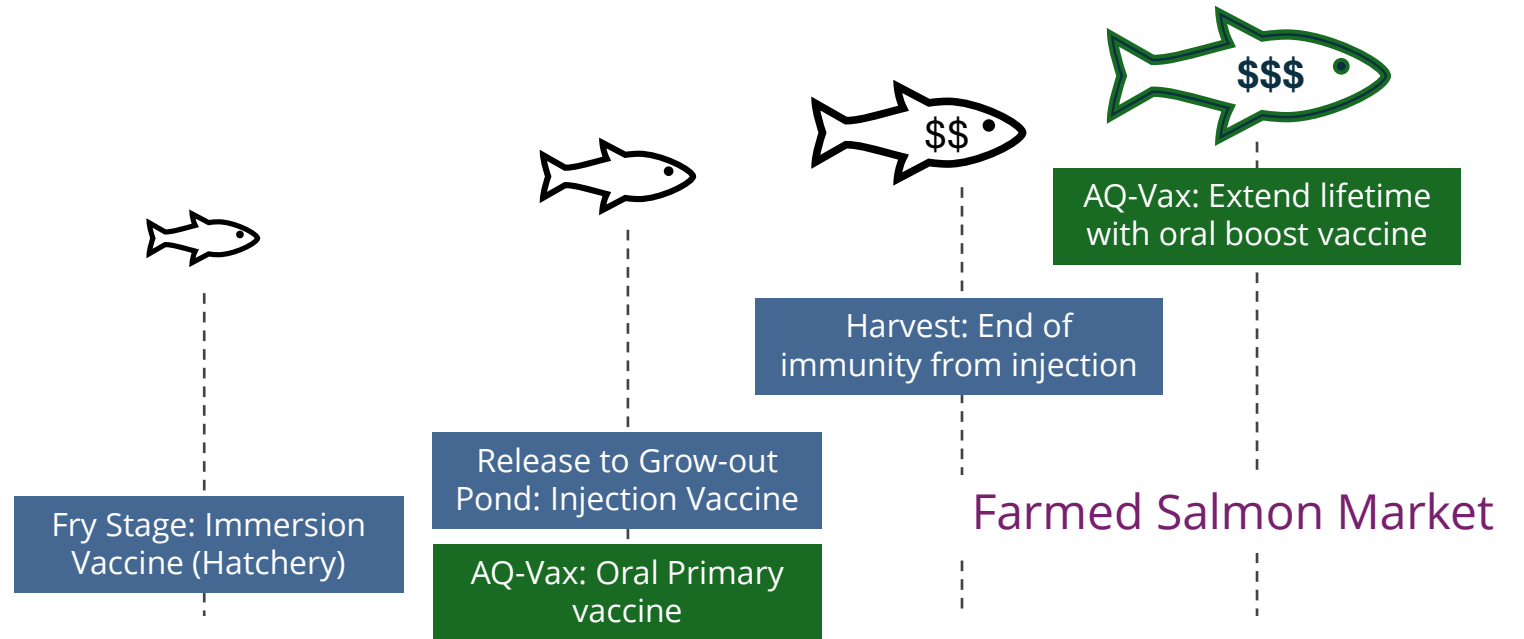 $$$
$$
AQ-Vax: Extend lifetime
with oral boost vaccine
Harvest: End of
immunity from injection
Release to Grow-out
Pond: Injection Vaccine
Farmed Salmon Market
Fry Stage: Immersion
Vaccine (Hatchery)
AQ-Vax: Oral Primary
vaccine